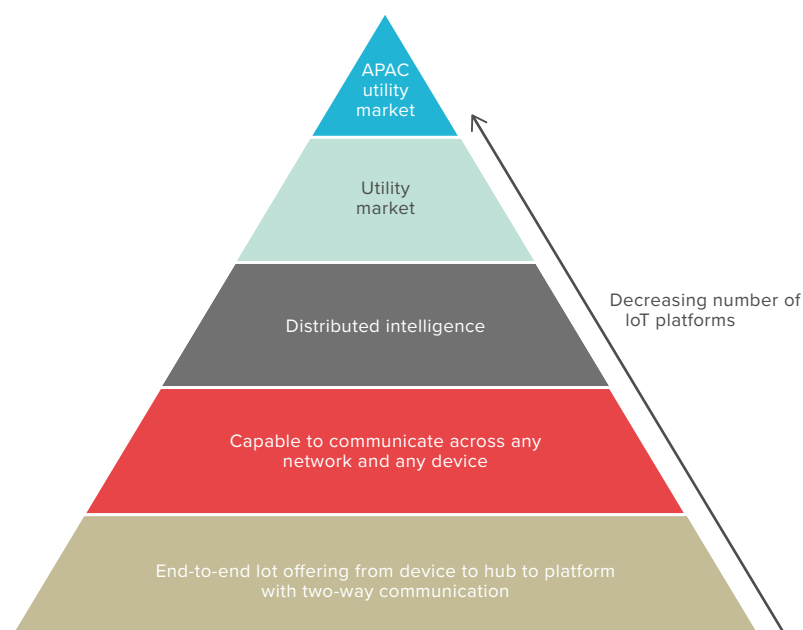 APAC
utility
market
Utility
market
Decreasing number of
IoT platforms
Distributed intelligence
Capable to communicate across any
network and any device
End-to-end lot offering from device to hub to platform
with two-way communication